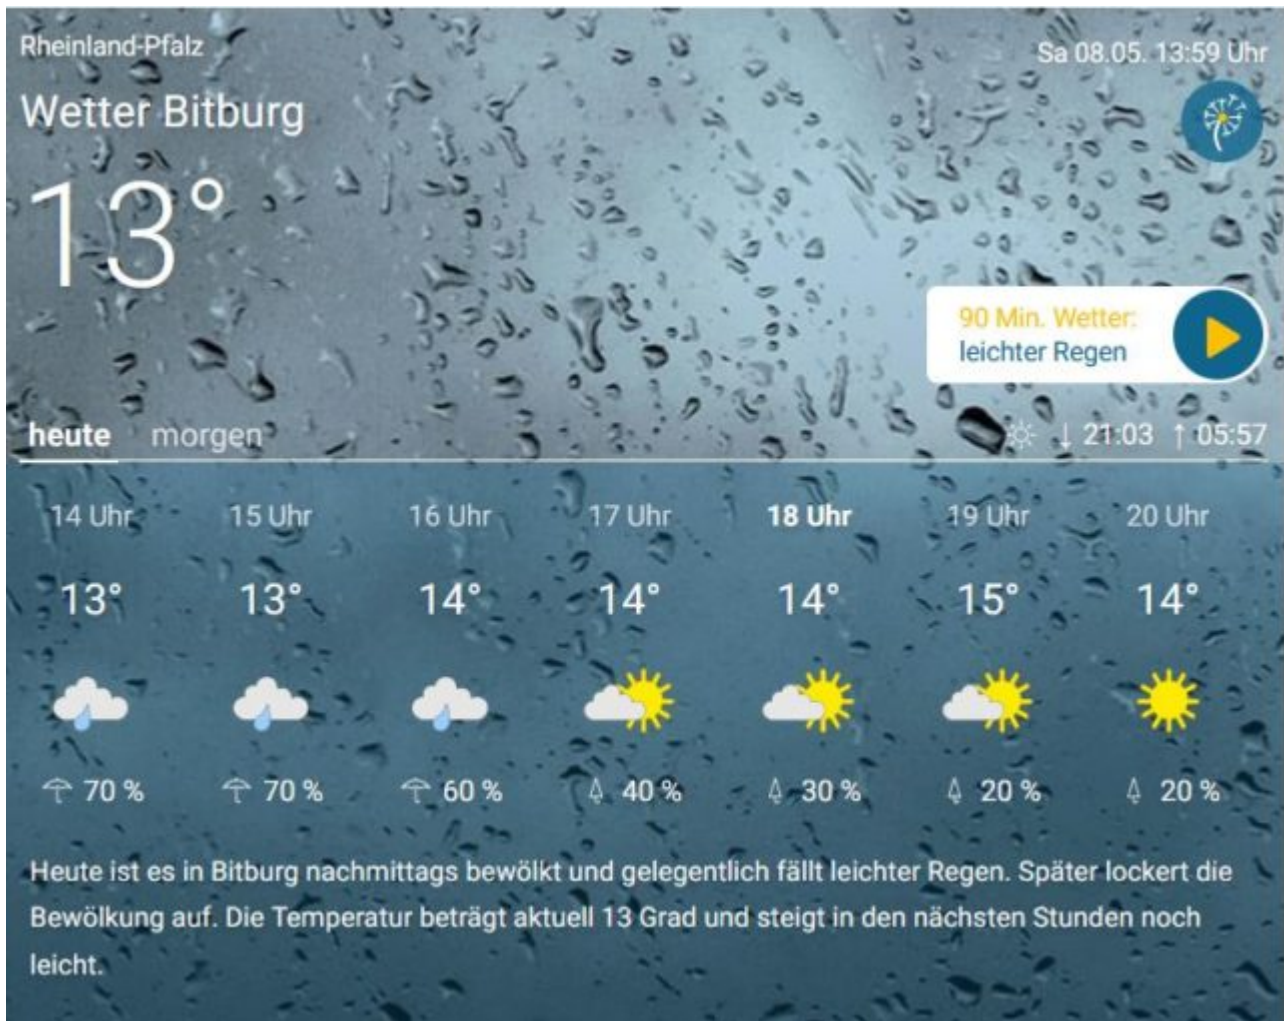 Rheinland-Pfalz
Sa 08.05. 13:59 Uhr
Wetter Bitburg
13°
90 Min. Wetter:
leichter Regen
heute morgen
↓ 21:03 ↑ 05:57
14 Uhr 15 Uhr 16 Uhr 17 Uhr 18 Uhr 19 Uhr 20 Uhr
13° 13° 14° 14° 14° 15° 14°
70 % 70 % 60 % 40 % 30 % 20 % 20 %
Heute ist es in Bitburg nachmittags bewölkt und gelegentlich fällt leichter Regen. Später lockert die
Bewölkung auf. Die Temperatur beträgt aktuell 13 Grad und steigt in den nächsten Stunden noch
leicht.